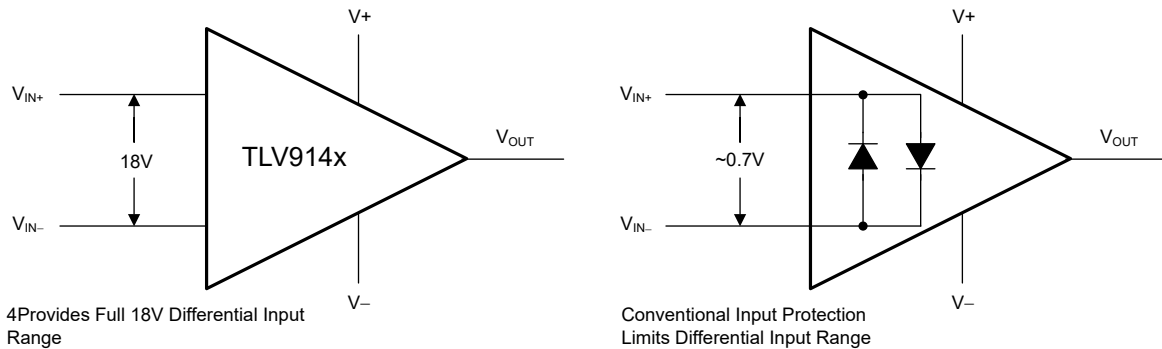 V+
V+
VIN+
VIN+
VOUT
VOUT
18V
TLV914x
~0.7V
VIN–
VIN–
V–
V–
4Provides Full 18V Differential Input
Range
Conventional Input Protection
Limits Differential Input Range